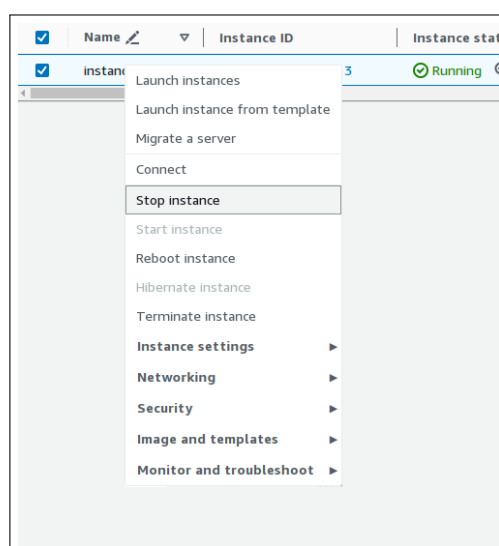 Name Instance ID Instance stat
instanc 3 Running
Launch instances
Launch instance from template
Migrate a server
Connect
Stop instance
Start instance
Reboot instance
Hibernate instance
Terminate instance
Instance settings
Networking
Security
Image and templates
Monitor and troubleshoot